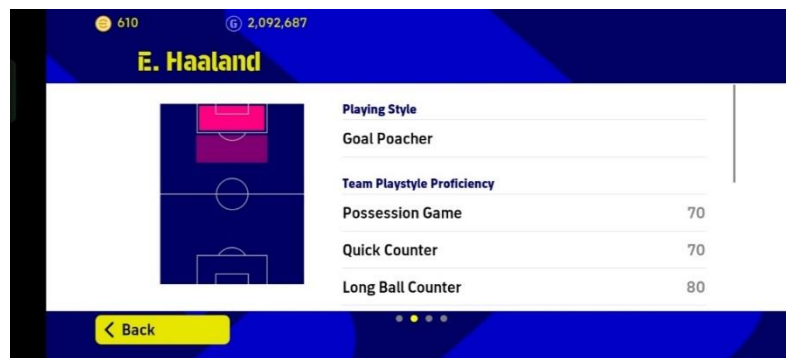 610
G 2,092,687
E. Haaland
Playing Style
Goal Poacher
Team Playstyle Proficiency
Possession Game 70
Quick Counter 70
Long Ball Counter 80
Back